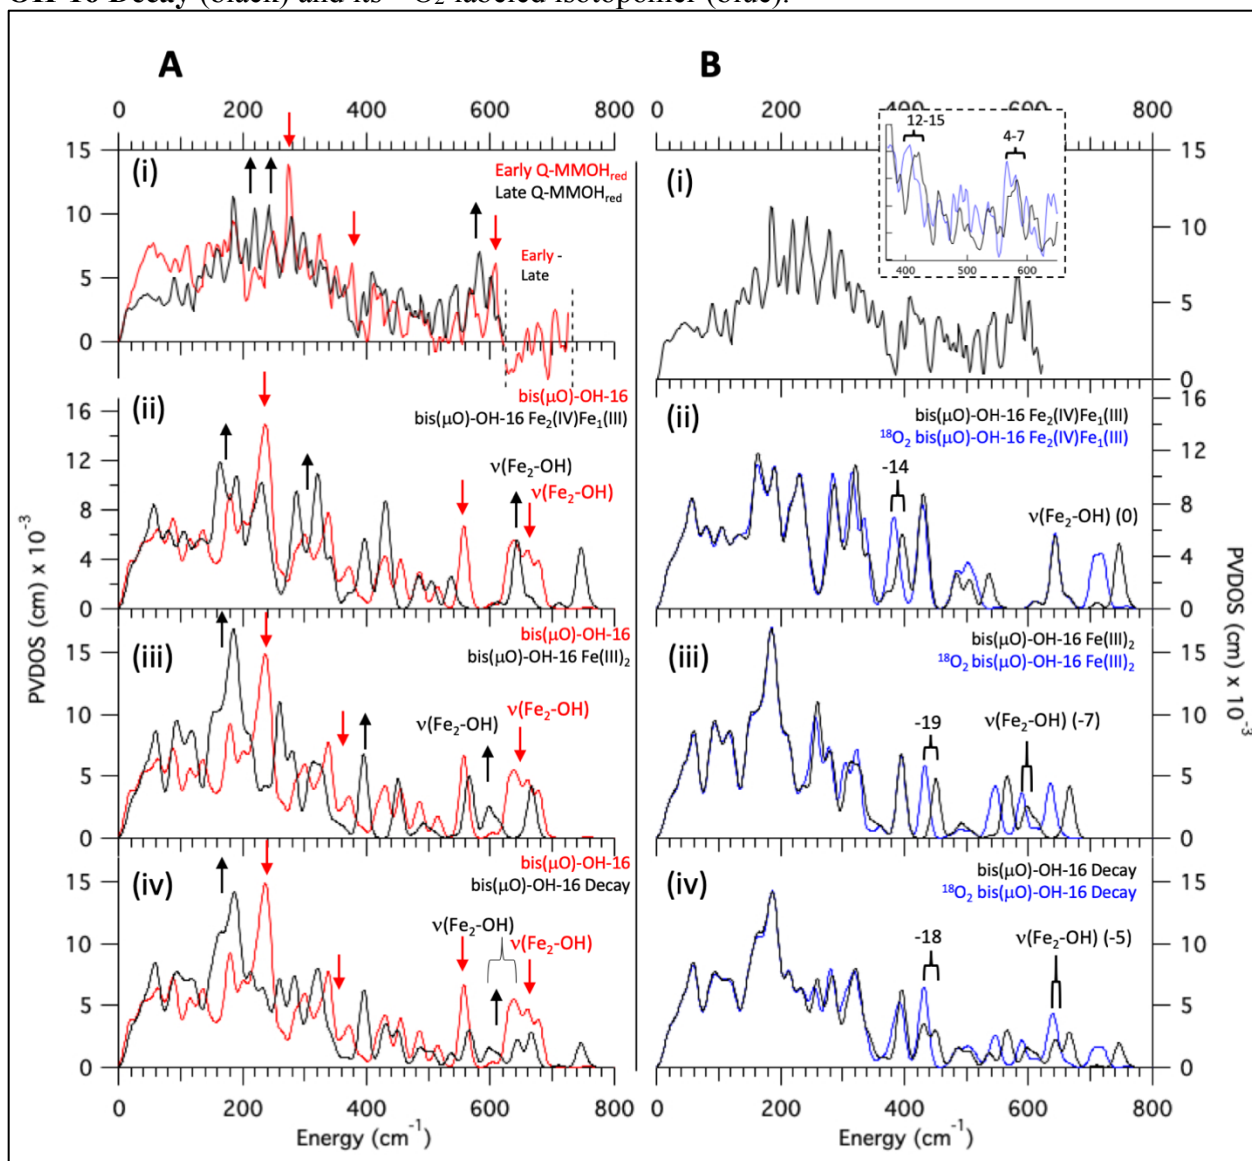 OH-16 Decay (black) and its O₂ labeled isotopomer (blue).
A
B
0 200 400 600 800
0 200 400 600 800
(i)
15
10
5
0
Early Q-MMOHred
Late Q-MMOHred
Early -
Late
(i)
12-15
4-7
400 500 600
15
10
5
0
(ii)
16
12
8
4
0
bis(μO)-OH-16
bis(μO)-OH-16 Fe₂(IV)Fe₁(III)
ν(Fe₂-OH)
ν(Fe₂-OH)
(ii)
bis(μO)-OH-16 Fe₂(IV)Fe₁(III)
¹⁸O₂ bis(μO)-OH-16 Fe₂(IV)Fe₁(III)
-14
ν(Fe₂-OH) (0)
16
12
8
4
0
(iii)
15
10
5
0
bis(μO)-OH-16
bis(μO)-OH-16 Fe(III)₂
ν(Fe₂-OH)
ν(Fe₂-OH)
(iii)
bis(μO)-OH-16 Fe(III)₂
¹⁸O₂ bis(μO)-OH-16 Fe(III)₂
-19
ν(Fe₂-OH) (-7)
15
10
5
0
(iv)
15
10
5
0
bis(μO)-OH-16
bis(μO)-OH-16 Decay
ν(Fe₂-OH)
ν(Fe₂-OH)
(iv)
bis(μO)-OH-16 Decay
¹⁸O₂ bis(μO)-OH-16 Decay
-18
ν(Fe₂-OH) (-5)
15
10
5
0
0 200 400 600 800
0 200 400 600 800
Energy (cm⁻¹)
Energy (cm⁻¹)
PVDOS (cm) x 10⁻³
PVDOS (cm) x 10⁻³